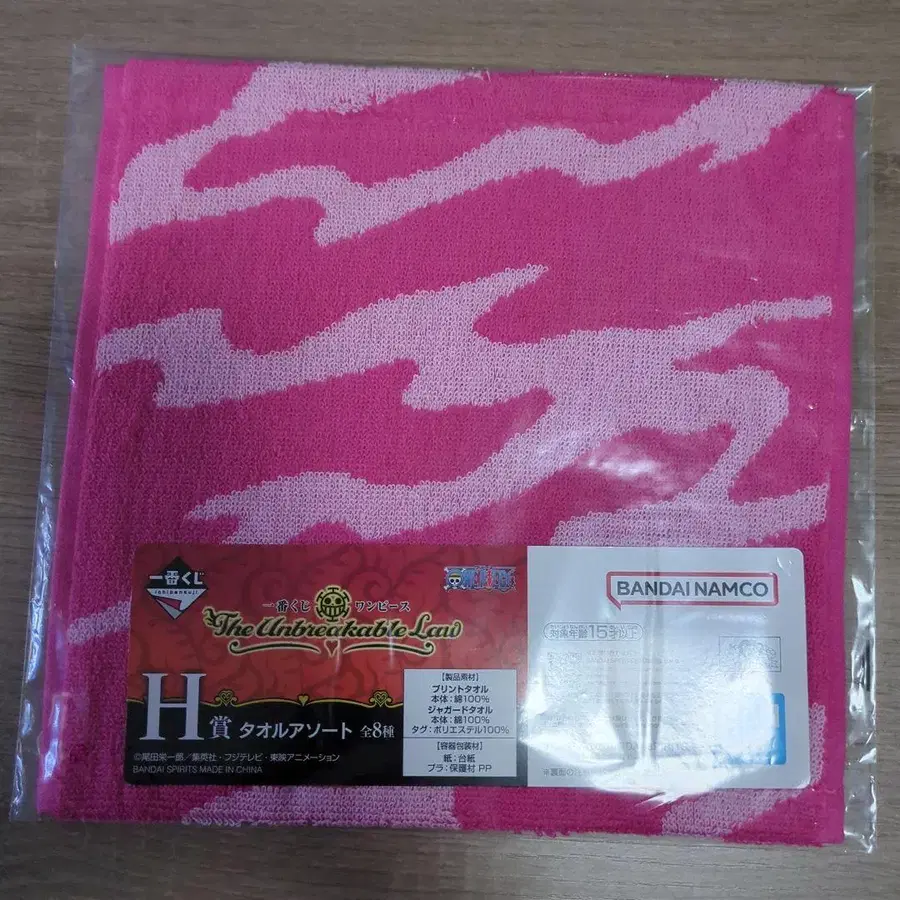 一番くじ
ichibankuji
一番くじ ワンピース
The Unbreakable Law
H賞 タオルアソート 全8種
©尾田栄一郎／集英社・フジテレビ・東映アニメーション
BANDAI SPIRITS MADE IN CHINA
【製品素材】
プリントタオル
本体：綿100%
ジャガードタオル
本体：綿100%
タグ：ポリエステル100%
【容器包装材】
紙：台紙
プラ：保護材 PP
BANDAI NAMCO
対象年齢15才以上